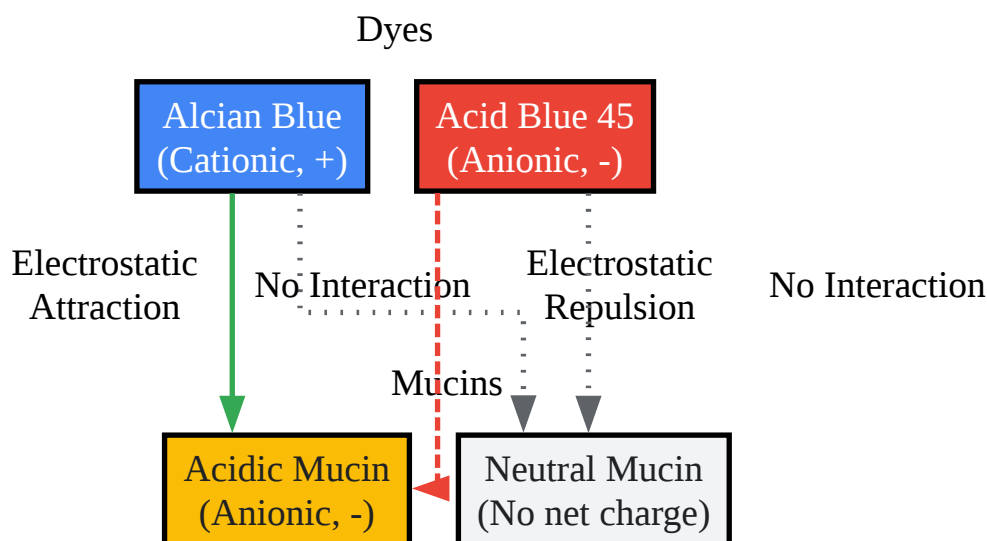 Dyes
Alcian Blue
(Cationic, +)
Acid Blue 45
(Anionic, -)
Electrostatic
Attraction
No Interaction
Electrostatic
Repulsion
No Interaction
Mucins
Acidic Mucin
(Anionic, -)
Neutral Mucin
(No net charge)